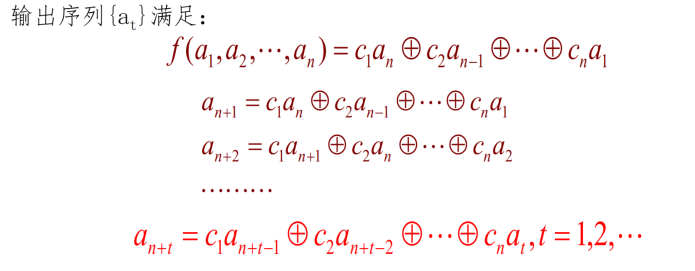 输出序列{aₜ}满足：
f(a₁,a₂,⋯,aₙ)=c₁aₙ⊕c₂aₙ₋₁⊕⋯⊕cₙa₁
aₙ₊₁=c₁aₙ⊕c₂aₙ₋₁⊕⋯⊕cₙa₁
aₙ₊₂=c₁aₙ₊₁⊕c₂aₙ⊕⋯⊕cₙa₂
………
aₙ₊ₜ=c₁aₙ₊ₜ₋₁⊕c₂aₙ₊ₜ₋₂⊕⋯⊕cₙaₜ,t=1,2,⋯